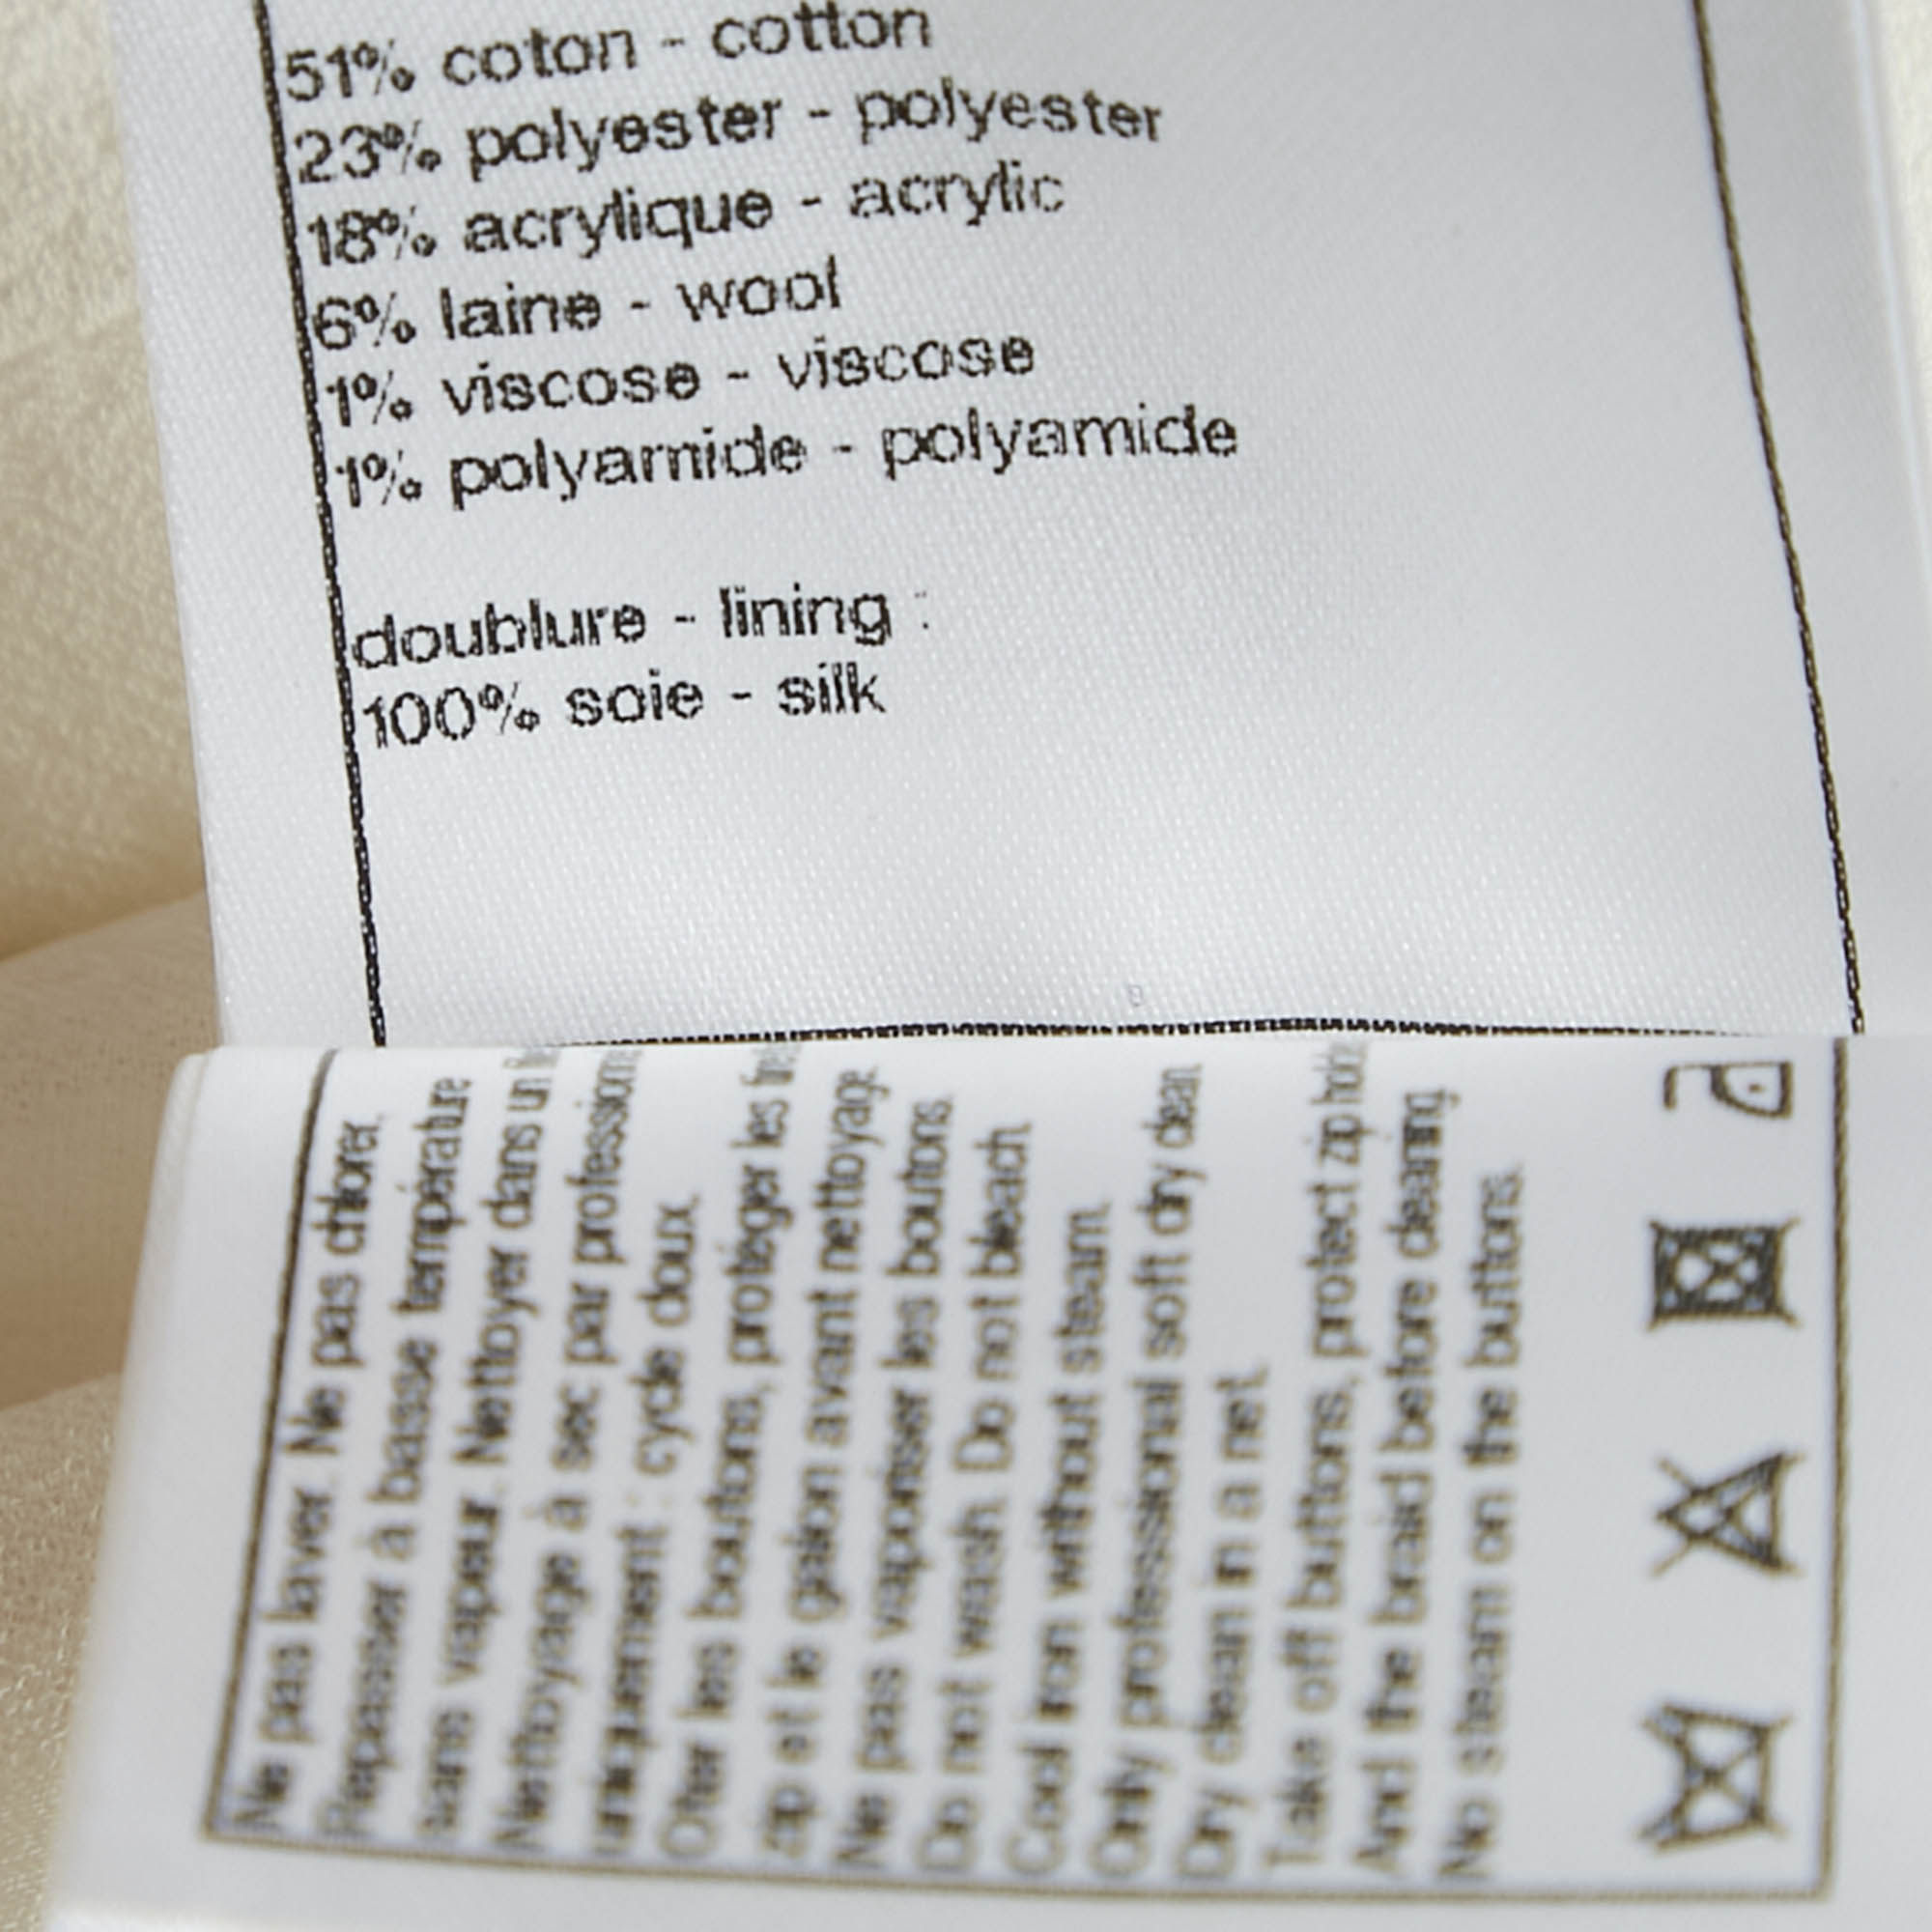 51% coton - cotton
23% polyester - polyester
18% acrylique - acrylic
6% laine - wool
1% viscose - viscose
1% polyamide - polyamide
doublure - lining :
100% soie - silk
Ne pas laver. Ne pas chlorer.
Repasser à basse température
sans vapeur. Nettoyer dans un
Nettoyage à sec par
uniquement : cycle doux.
Oter les boutons, protéger les
zip et le galon avant nettoyage.
Ne pas vaporiser les boutons.
Do not wash. Do not bleach.
Cool iron without steam.
Only professional soft dry clean.
Dry clean in a net.
Take off buttons, protect zip
And the braid before cleaning.
No steam on the buttons.